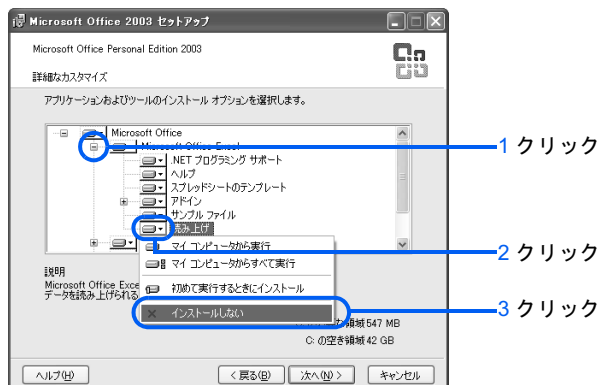 Microsoft Office 2003 セットアップ
Microsoft Office Personal Edition 2003
詳細なカスタマイズ
アプリケーションおよびツールのインストール オプションを選択します。
Microsoft Office
Microsoft Office Excel
1 クリック
.NET プログラミング サポート
ヘルプ
スプレッドシートのテンプレート
アドイン
サンプル ファイル
読み上げ
マイ コンピュータから実行
2 クリック
マイ コンピュータからすべて実行
説明
Microsoft Office Exce
初めて実行するときにインストール
データを読み上げられる
インストールしない
3 クリック
領域 547 MB
C: の空き領域 42 GB
ヘルプ(H)
< 戻る(B)
次へ(N) >
キャンセル